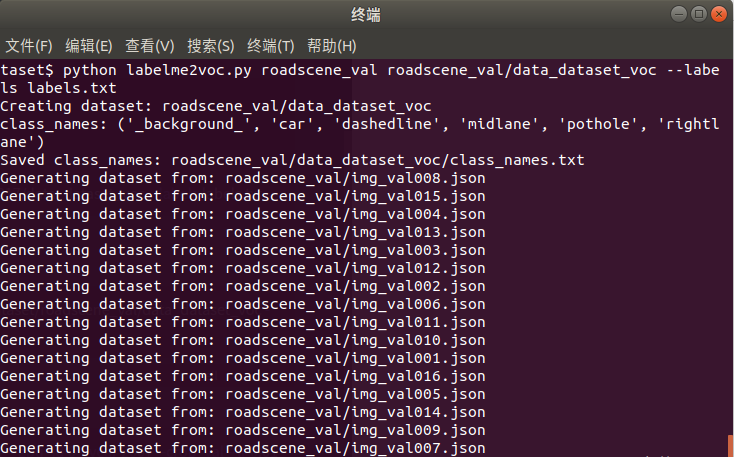 终端
文件(F) 编辑(E) 查看(V) 搜索(S) 终端(T) 帮助(H)
taset$ python labelme2voc.py roadscene_val roadscene_val/data_dataset_voc --labe
ls labels.txt
Creating dataset: roadscene_val/data_dataset_voc
class_names: ('_background_', 'car', 'dashedline', 'midlane', 'pothole', 'rightl
ane')
Saved class_names: roadscene_val/data_dataset_voc/class_names.txt
Generating dataset from: roadscene_val/img_val008.json
Generating dataset from: roadscene_val/img_val015.json
Generating dataset from: roadscene_val/img_val004.json
Generating dataset from: roadscene_val/img_val013.json
Generating dataset from: roadscene_val/img_val003.json
Generating dataset from: roadscene_val/img_val012.json
Generating dataset from: roadscene_val/img_val002.json
Generating dataset from: roadscene_val/img_val006.json
Generating dataset from: roadscene_val/img_val011.json
Generating dataset from: roadscene_val/img_val010.json
Generating dataset from: roadscene_val/img_val001.json
Generating dataset from: roadscene_val/img_val016.json
Generating dataset from: roadscene_val/img_val005.json
Generating dataset from: roadscene_val/img_val014.json
Generating dataset from: roadscene_val/img_val009.json
Generating dataset from: roadscene_val/img_val007.json